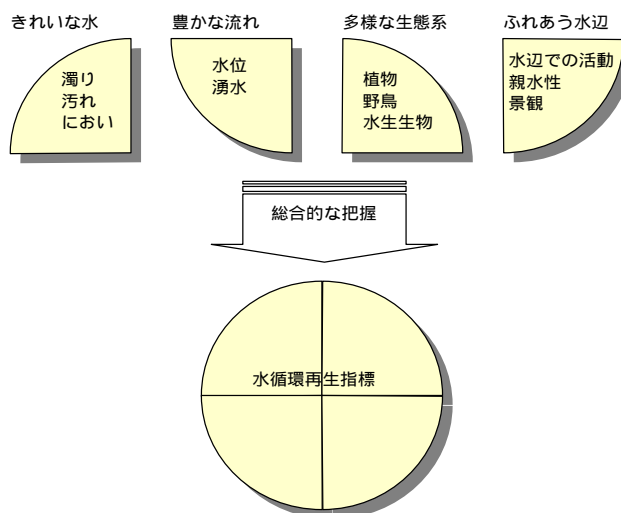 きれいな水
豊かな流れ
多様な生態系
ふれあう水辺
濁り
汚れ
におい
水位
湧水
植物
野鳥
水生生物
水辺での活動
親水性
景観
総合的な把握
水循環再生指標